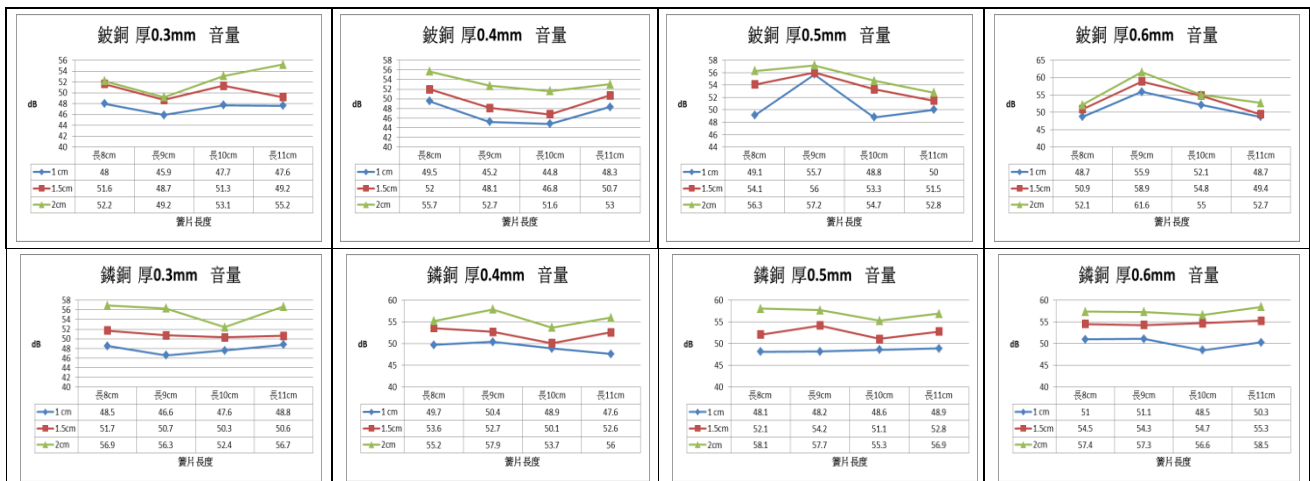 鈹銅 厚0.3mm 音量
56
54
52
50
48
46
44
42
40
dB
長8cm 長9cm 長10cm 長11cm
1 cm 48 45.9 47.7 47.6
1.5cm 51.6 48.7 51.3 49.2
2cm 52.2 49.2 53.1 55.2
簧片長度
鈹銅 厚0.4mm 音量
58
56
54
52
50
48
46
44
42
40
dB
長8cm 長9cm 長10cm 長11cm
1 cm 49.5 45.2 44.8 48.3
1.5cm 52 48.1 46.8 50.7
2cm 55.7 52.7 51.6 53
簧片長度
鈹銅 厚0.5mm 音量
58
56
54
52
50
48
46
44
dB
長8cm 長9cm 長10cm 長11cm
1 cm 49.1 55.7 48.8 50
1.5cm 54.1 56 53.3 51.5
2cm 56.3 57.2 54.7 52.8
簧片長度
鈹銅 厚0.6mm 音量
65
60
55
50
45
40
dB
長8cm 長9cm 長10cm 長11cm
1 cm 48.7 55.9 52.1 48.7
1.5cm 50.9 58.9 54.8 49.4
2cm 52.1 61.6 55 52.7
簧片長度
鏻銅 厚0.3mm 音量
58
56
54
52
50
48
46
44
42
40
dB
長8cm 長9cm 長10cm 長11cm
1 cm 48.5 46.6 47.6 48.8
1.5cm 51.7 50.7 50.3 50.6
2cm 56.9 56.3 52.4 56.7
簧片長度
鏻銅 厚0.4mm 音量
60
55
50
45
40
dB
長8cm 長9cm 長10cm 長11cm
1 cm 49.7 50.4 48.9 47.6
1.5cm 53.6 52.7 50.1 52.6
2cm 55.2 57.9 53.7 56
簧片長度
鏻銅 厚0.5mm 音量
60
55
50
45
40
dB
長8cm 長9cm 長10cm 長11cm
1 cm 48.1 48.2 48.6 48.9
1.5cm 52.1 54.2 51.1 52.8
2cm 58.1 57.7 55.3 56.9
簧片長度
鏻銅 厚0.6mm 音量
60
55
50
45
40
dB
長8cm 長9cm 長10cm 長11cm
1 cm 51 51.1 48.5 50.3
1.5cm 54.5 54.3 54.7 55.3
2cm 57.4 57.3 56.6 58.5
簧片長度